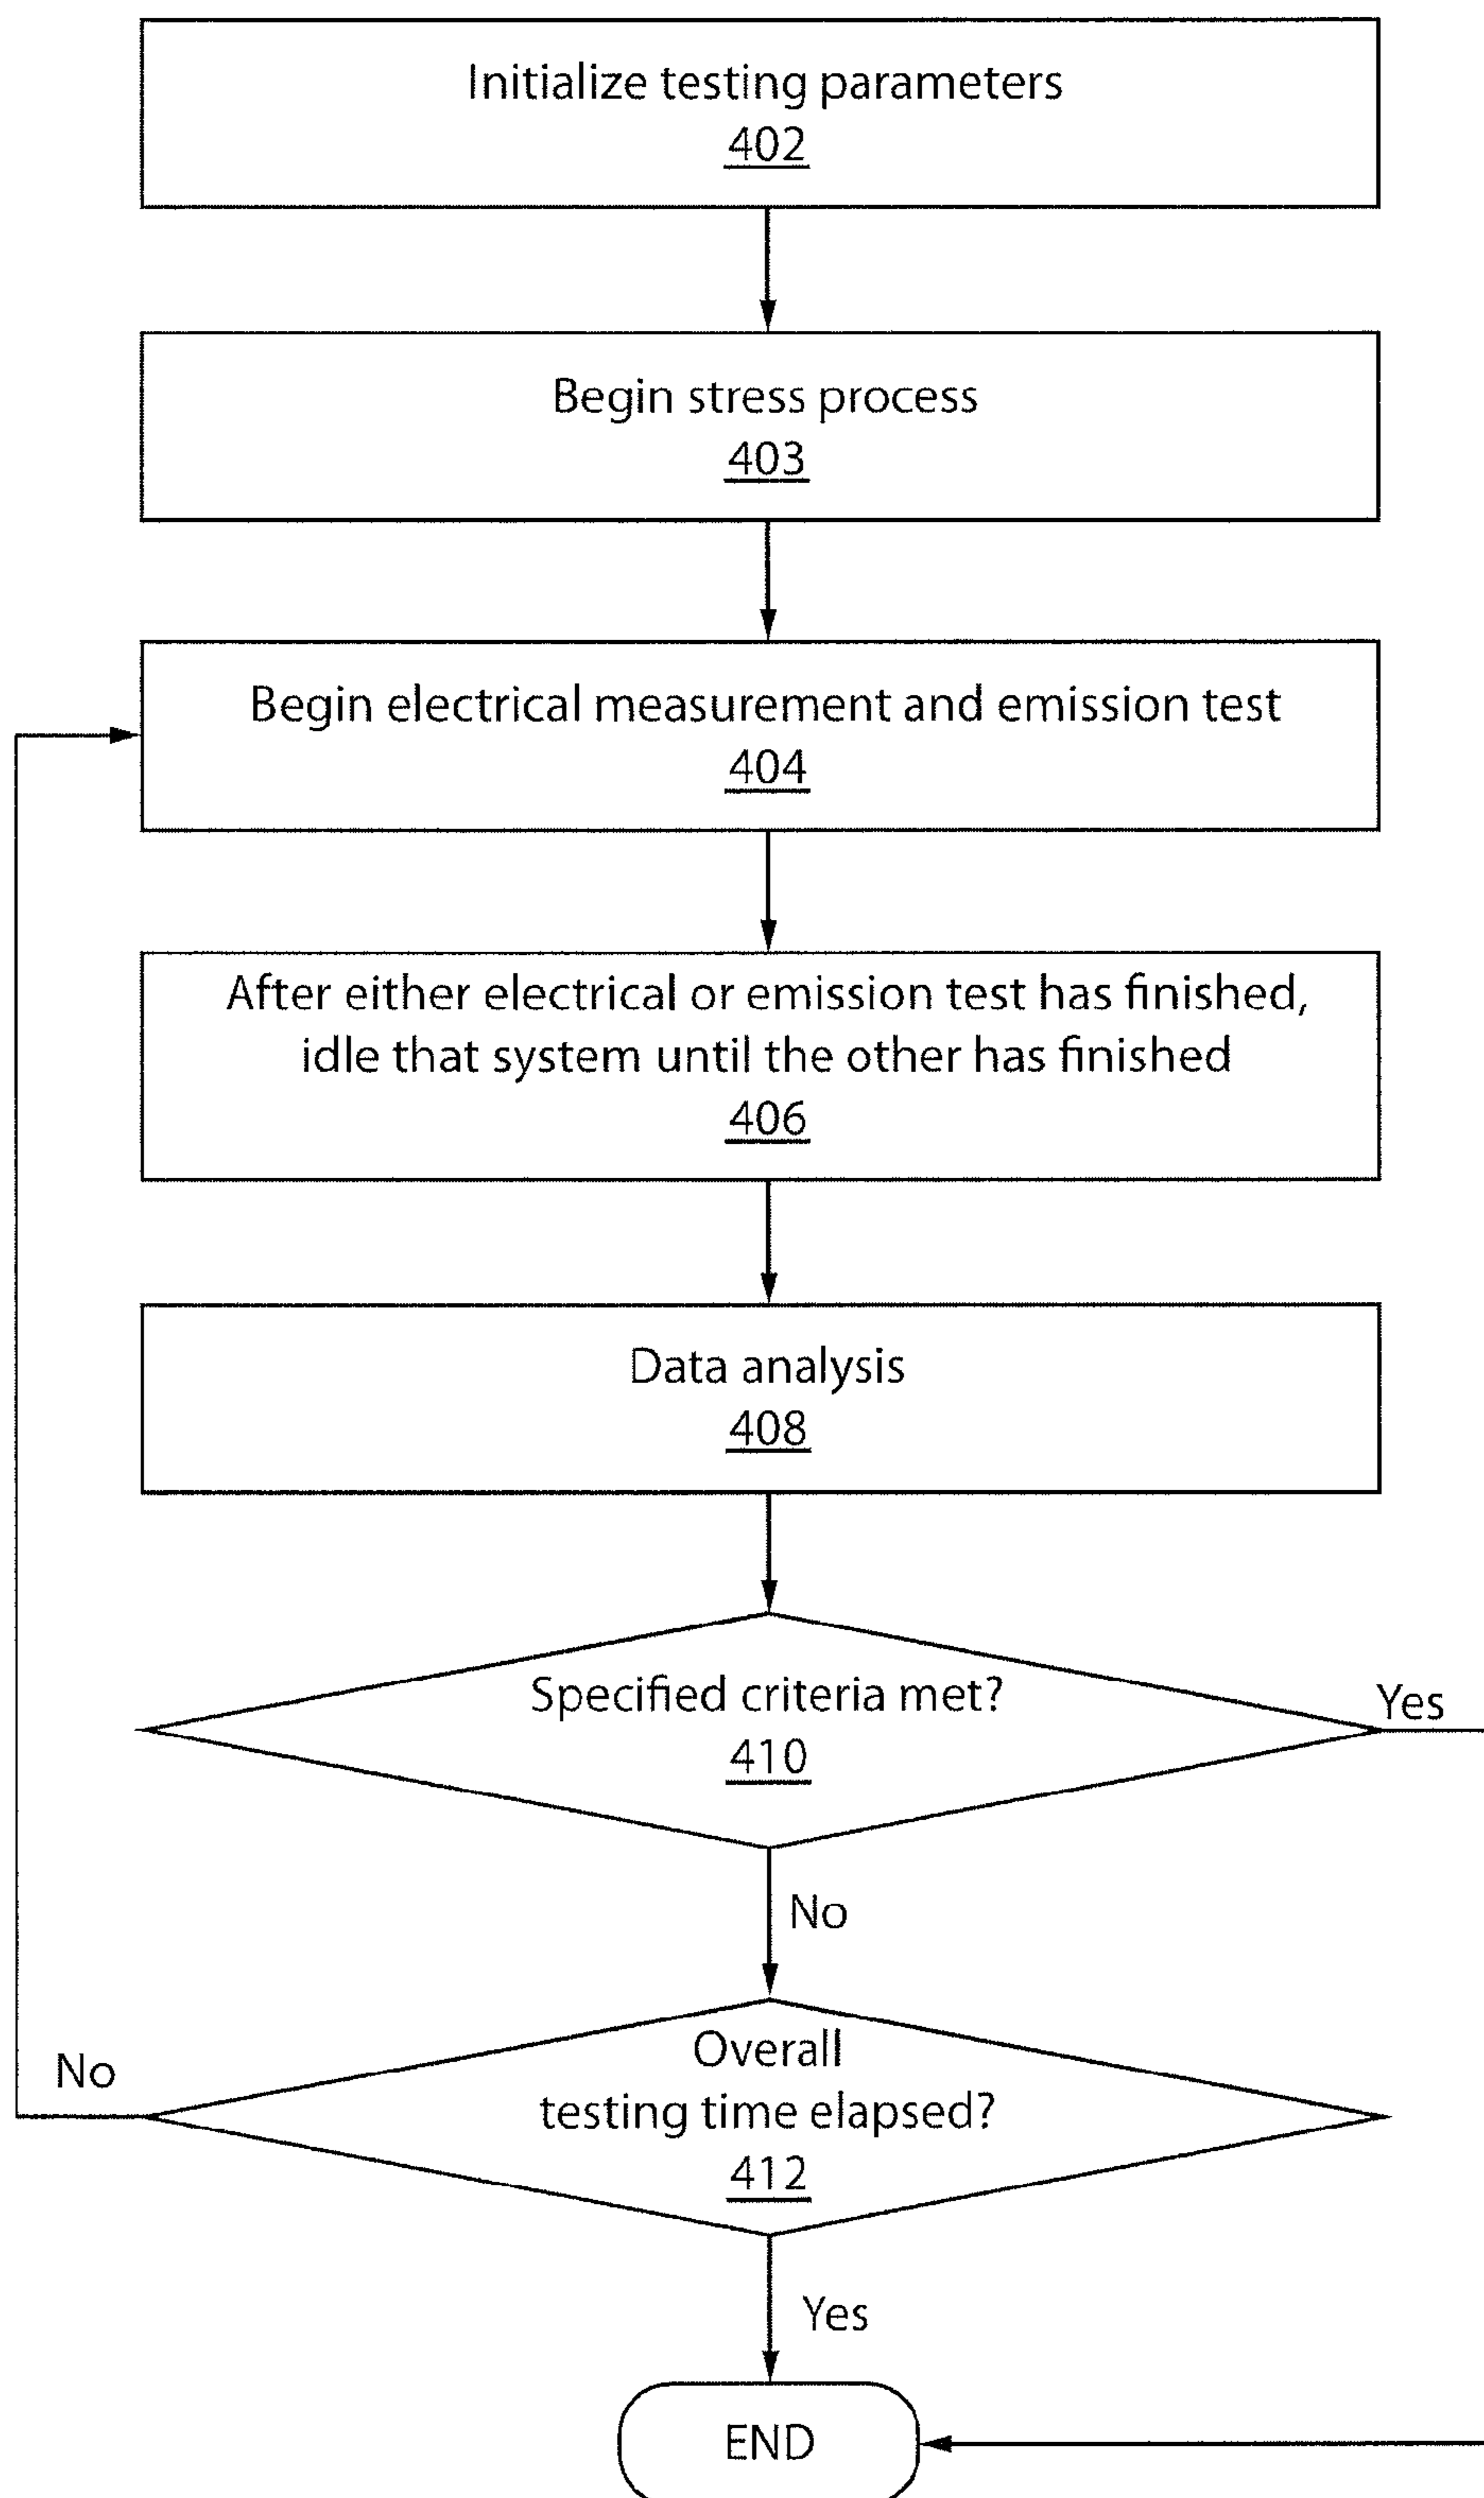 Initialize testing parameters
402
Begin stress process
403
Begin electrical measurement and emission test
404
After either electrical or emission test has finished,
idle that system until the other has finished
406
Data analysis
408
Specified criteria met?
410
Yes
No
Overall
testing time elapsed?
412
No
Yes
END